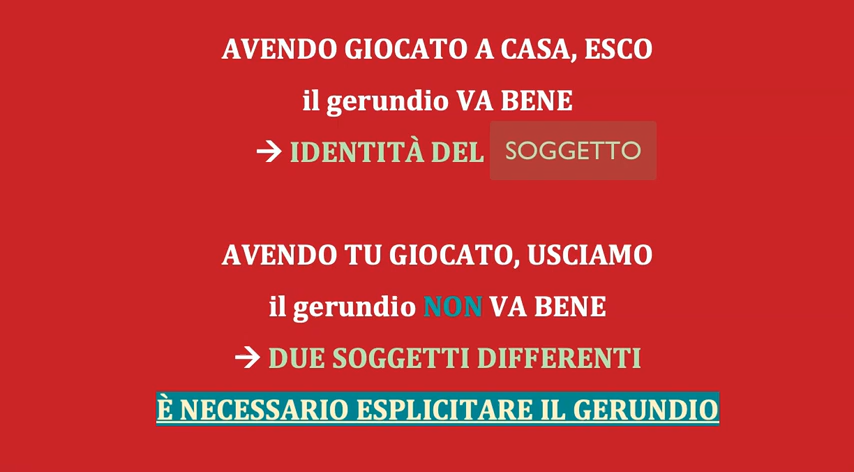 AVENDO GIOCATO A CASA, ESCO
il gerundio VA BENE
→ IDENTITÀ DEL SOGGETTO
AVENDO TU GIOCATO, USCIAMO
il gerundio NON VA BENE
→ DUE SOGGETTI DIFFERENTI
È NECESSARIO ESPLICITARE IL GERUNDIO